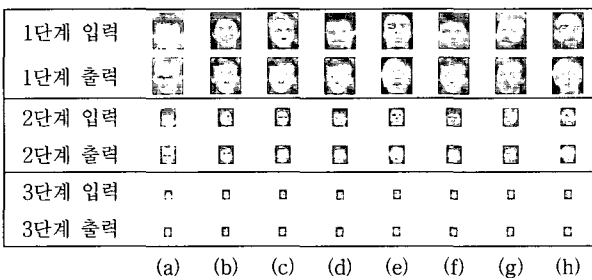 1단계 입력
1단계 출력
2단계 입력
2단계 출력
3단계 입력
3단계 출력
(a) (b) (c) (d) (e) (f) (g) (h)